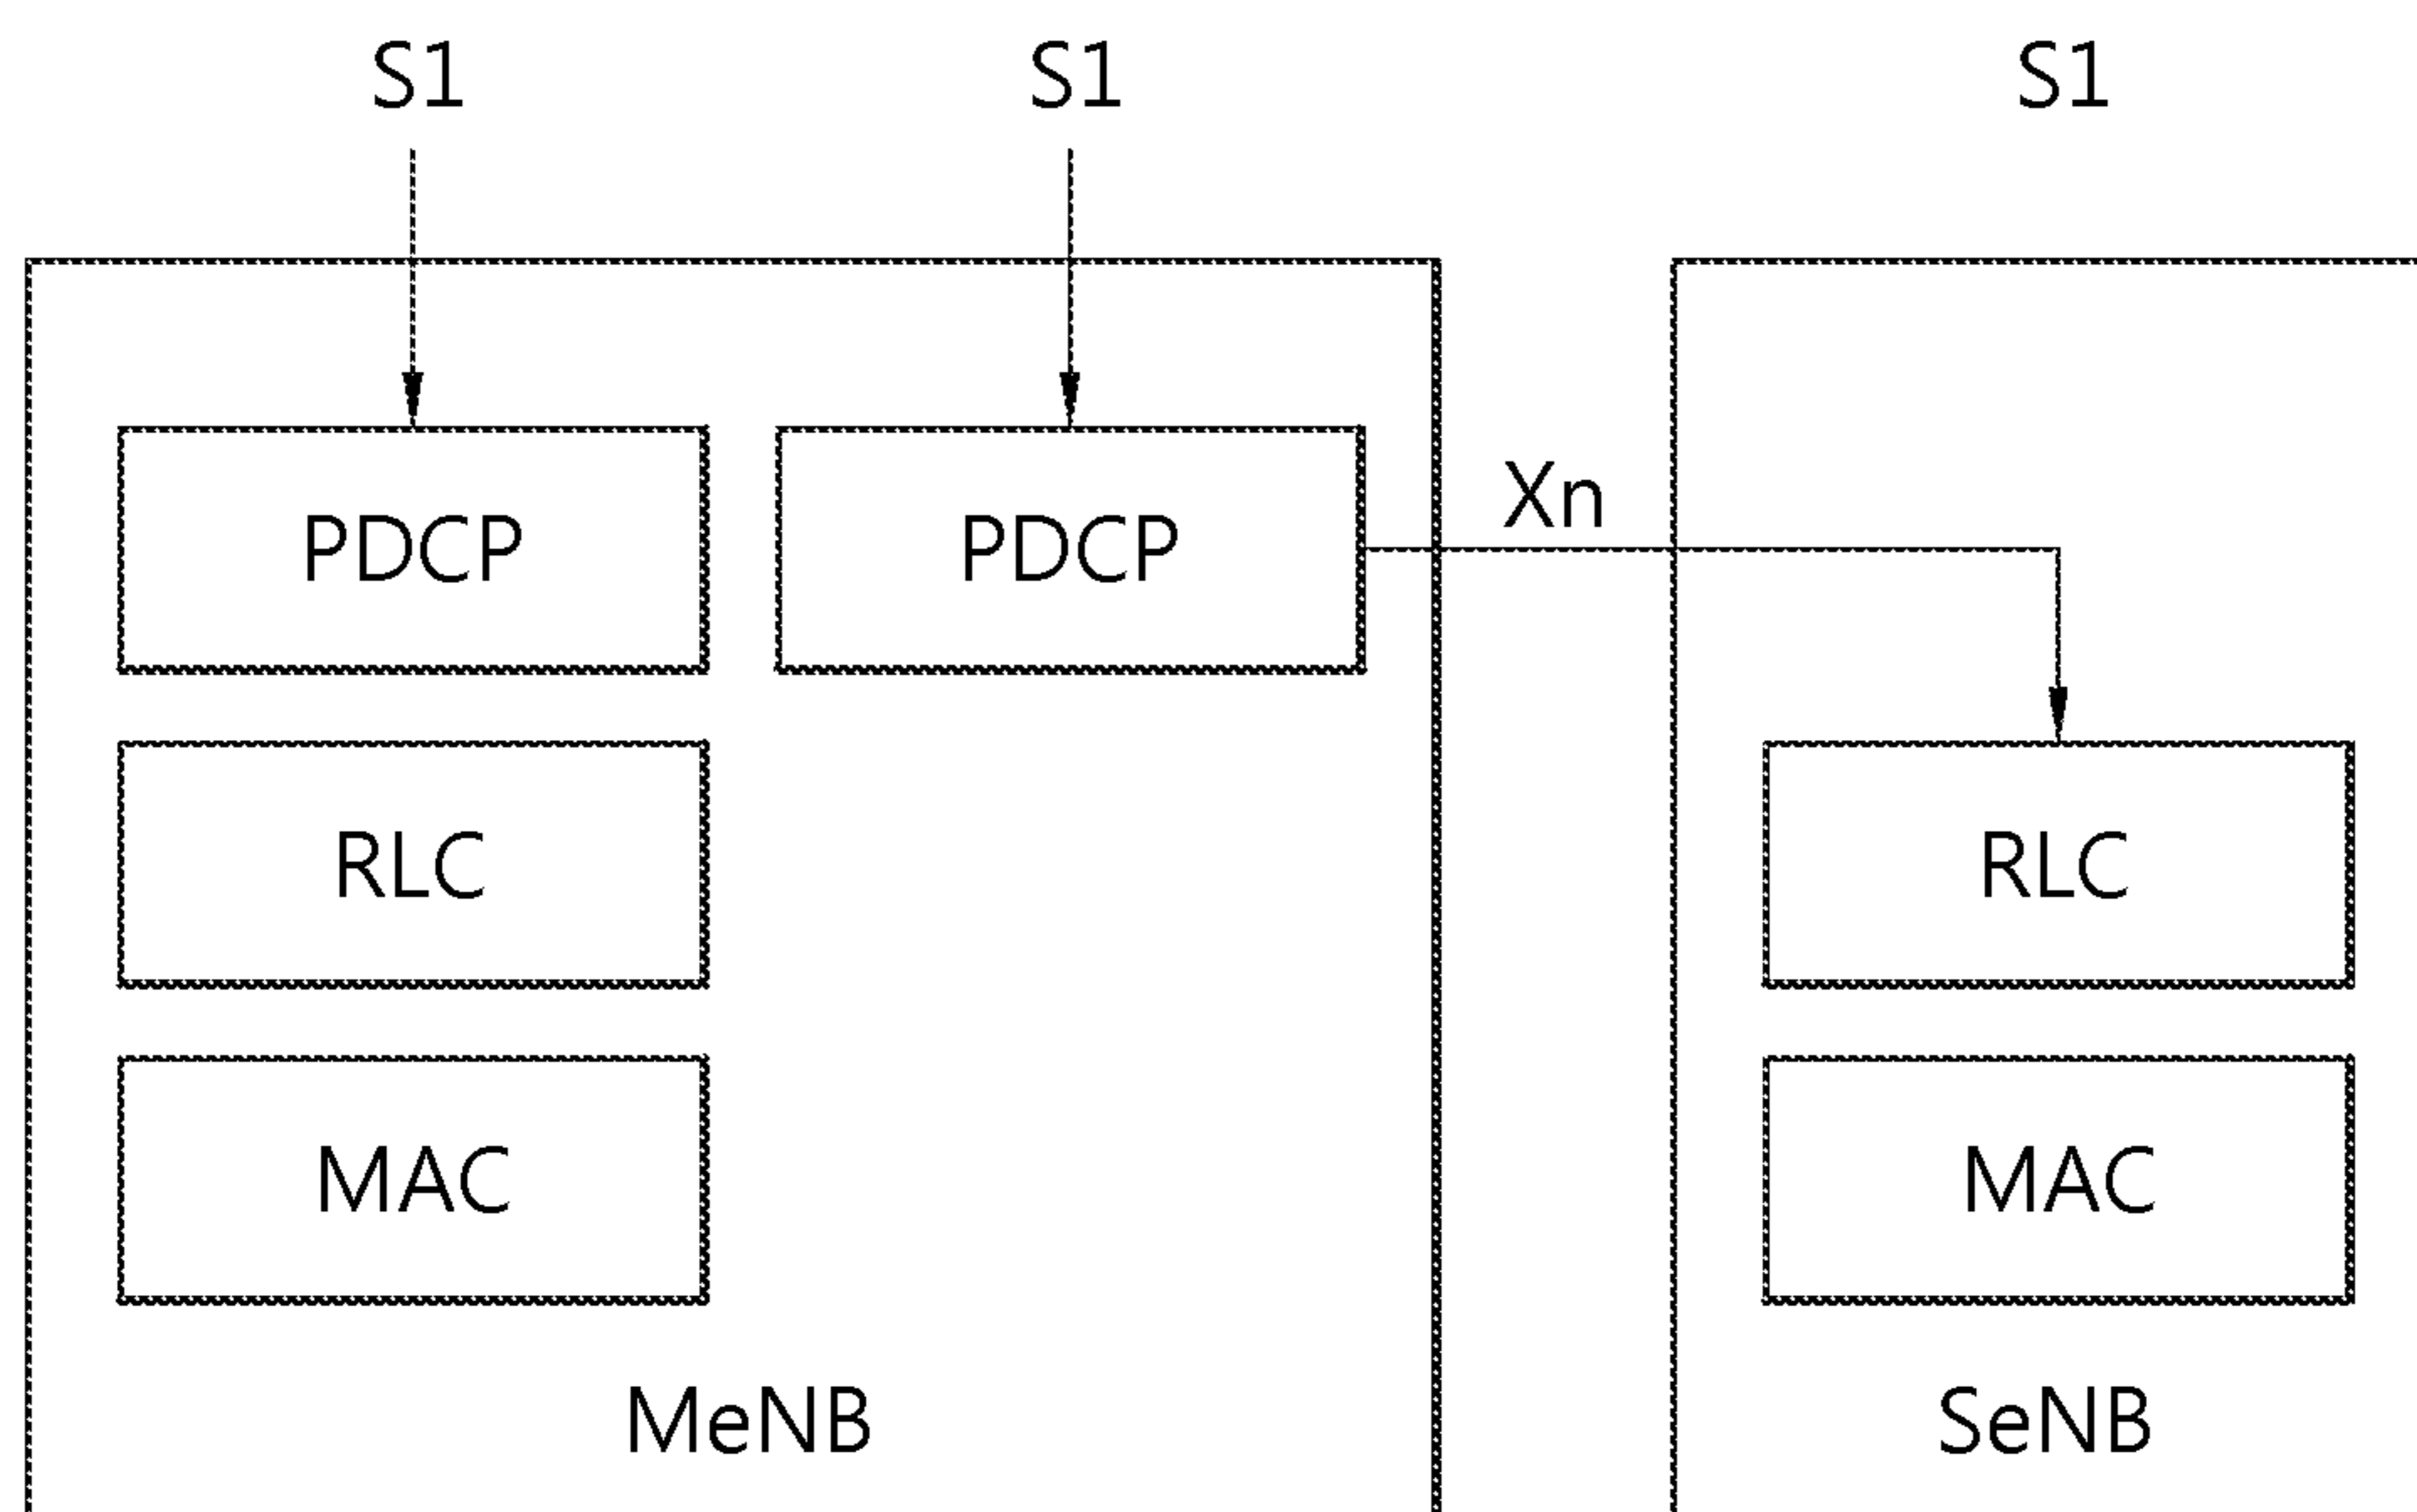 S1 S1 S1
Xn
PDCP PDCP
RLC RLC
MAC MAC
MeNB SeNB